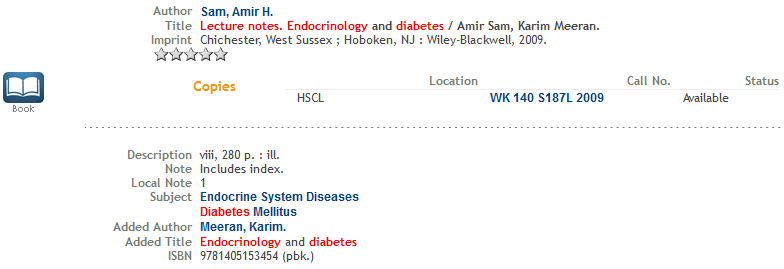 Author Sam, Amir H.
Title Lecture notes. Endocrinology and diabetes / Amir Sam, Karim Meeran.
Imprint Chichester, West Sussex ; Hoboken, NJ : Wiley-Blackwell, 2009.
Book
Copies
Location Call No. Status
HSCL WK 140 S187L 2009 Available
Description viii, 280 p. : ill.
Note Includes index.
Local Note 1
Subject Endocrine System Diseases
Diabetes Mellitus
Added Author Meeran, Karim.
Added Title Endocrinology and diabetes
ISBN 9781405153454 (pbk.)